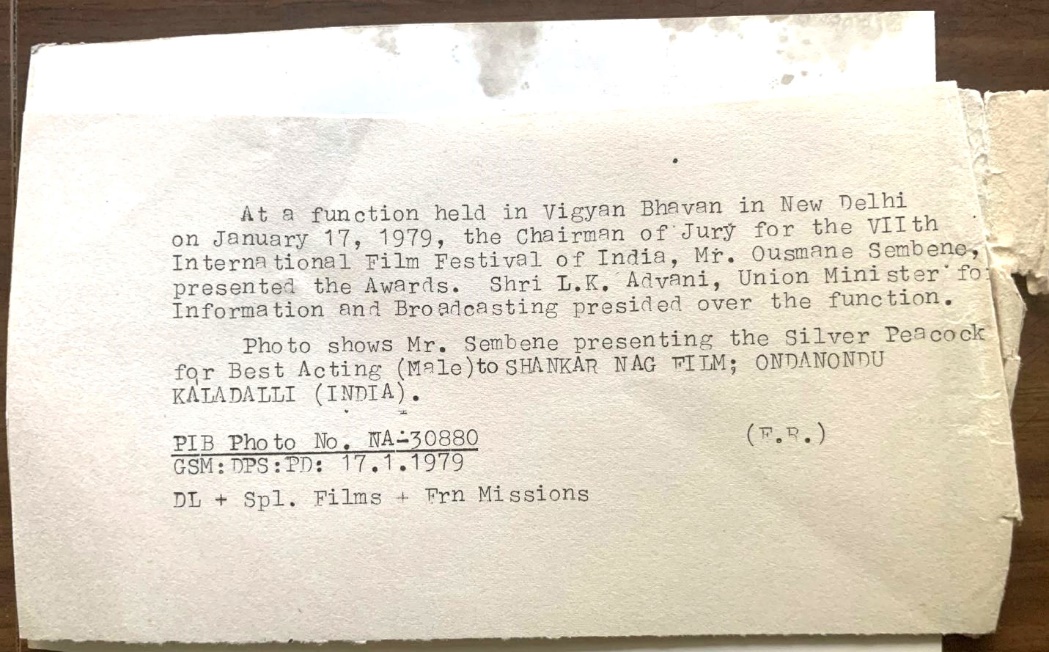 At a function held in Vigyan Bhavan in New Delhi
on January 17, 1979, the Chairman of Jury for the VIIth
International Film Festival of India, Mr. Ousmane Sembene,
presented the Awards. Shri L.K. Advani, Union Minister for
Information and Broadcasting presided over the function.
Photo shows Mr. Sembene presenting the Silver Peacock
for Best Acting (Male)to SHANKAR NAG FILM; ONDANONDU
KALADALLI (INDIA).
PIB Photo No. NA-30880
(F.R.)
GSM:DPS:PD: 17.1.1979
DL + Spl. Films + Frn Missions